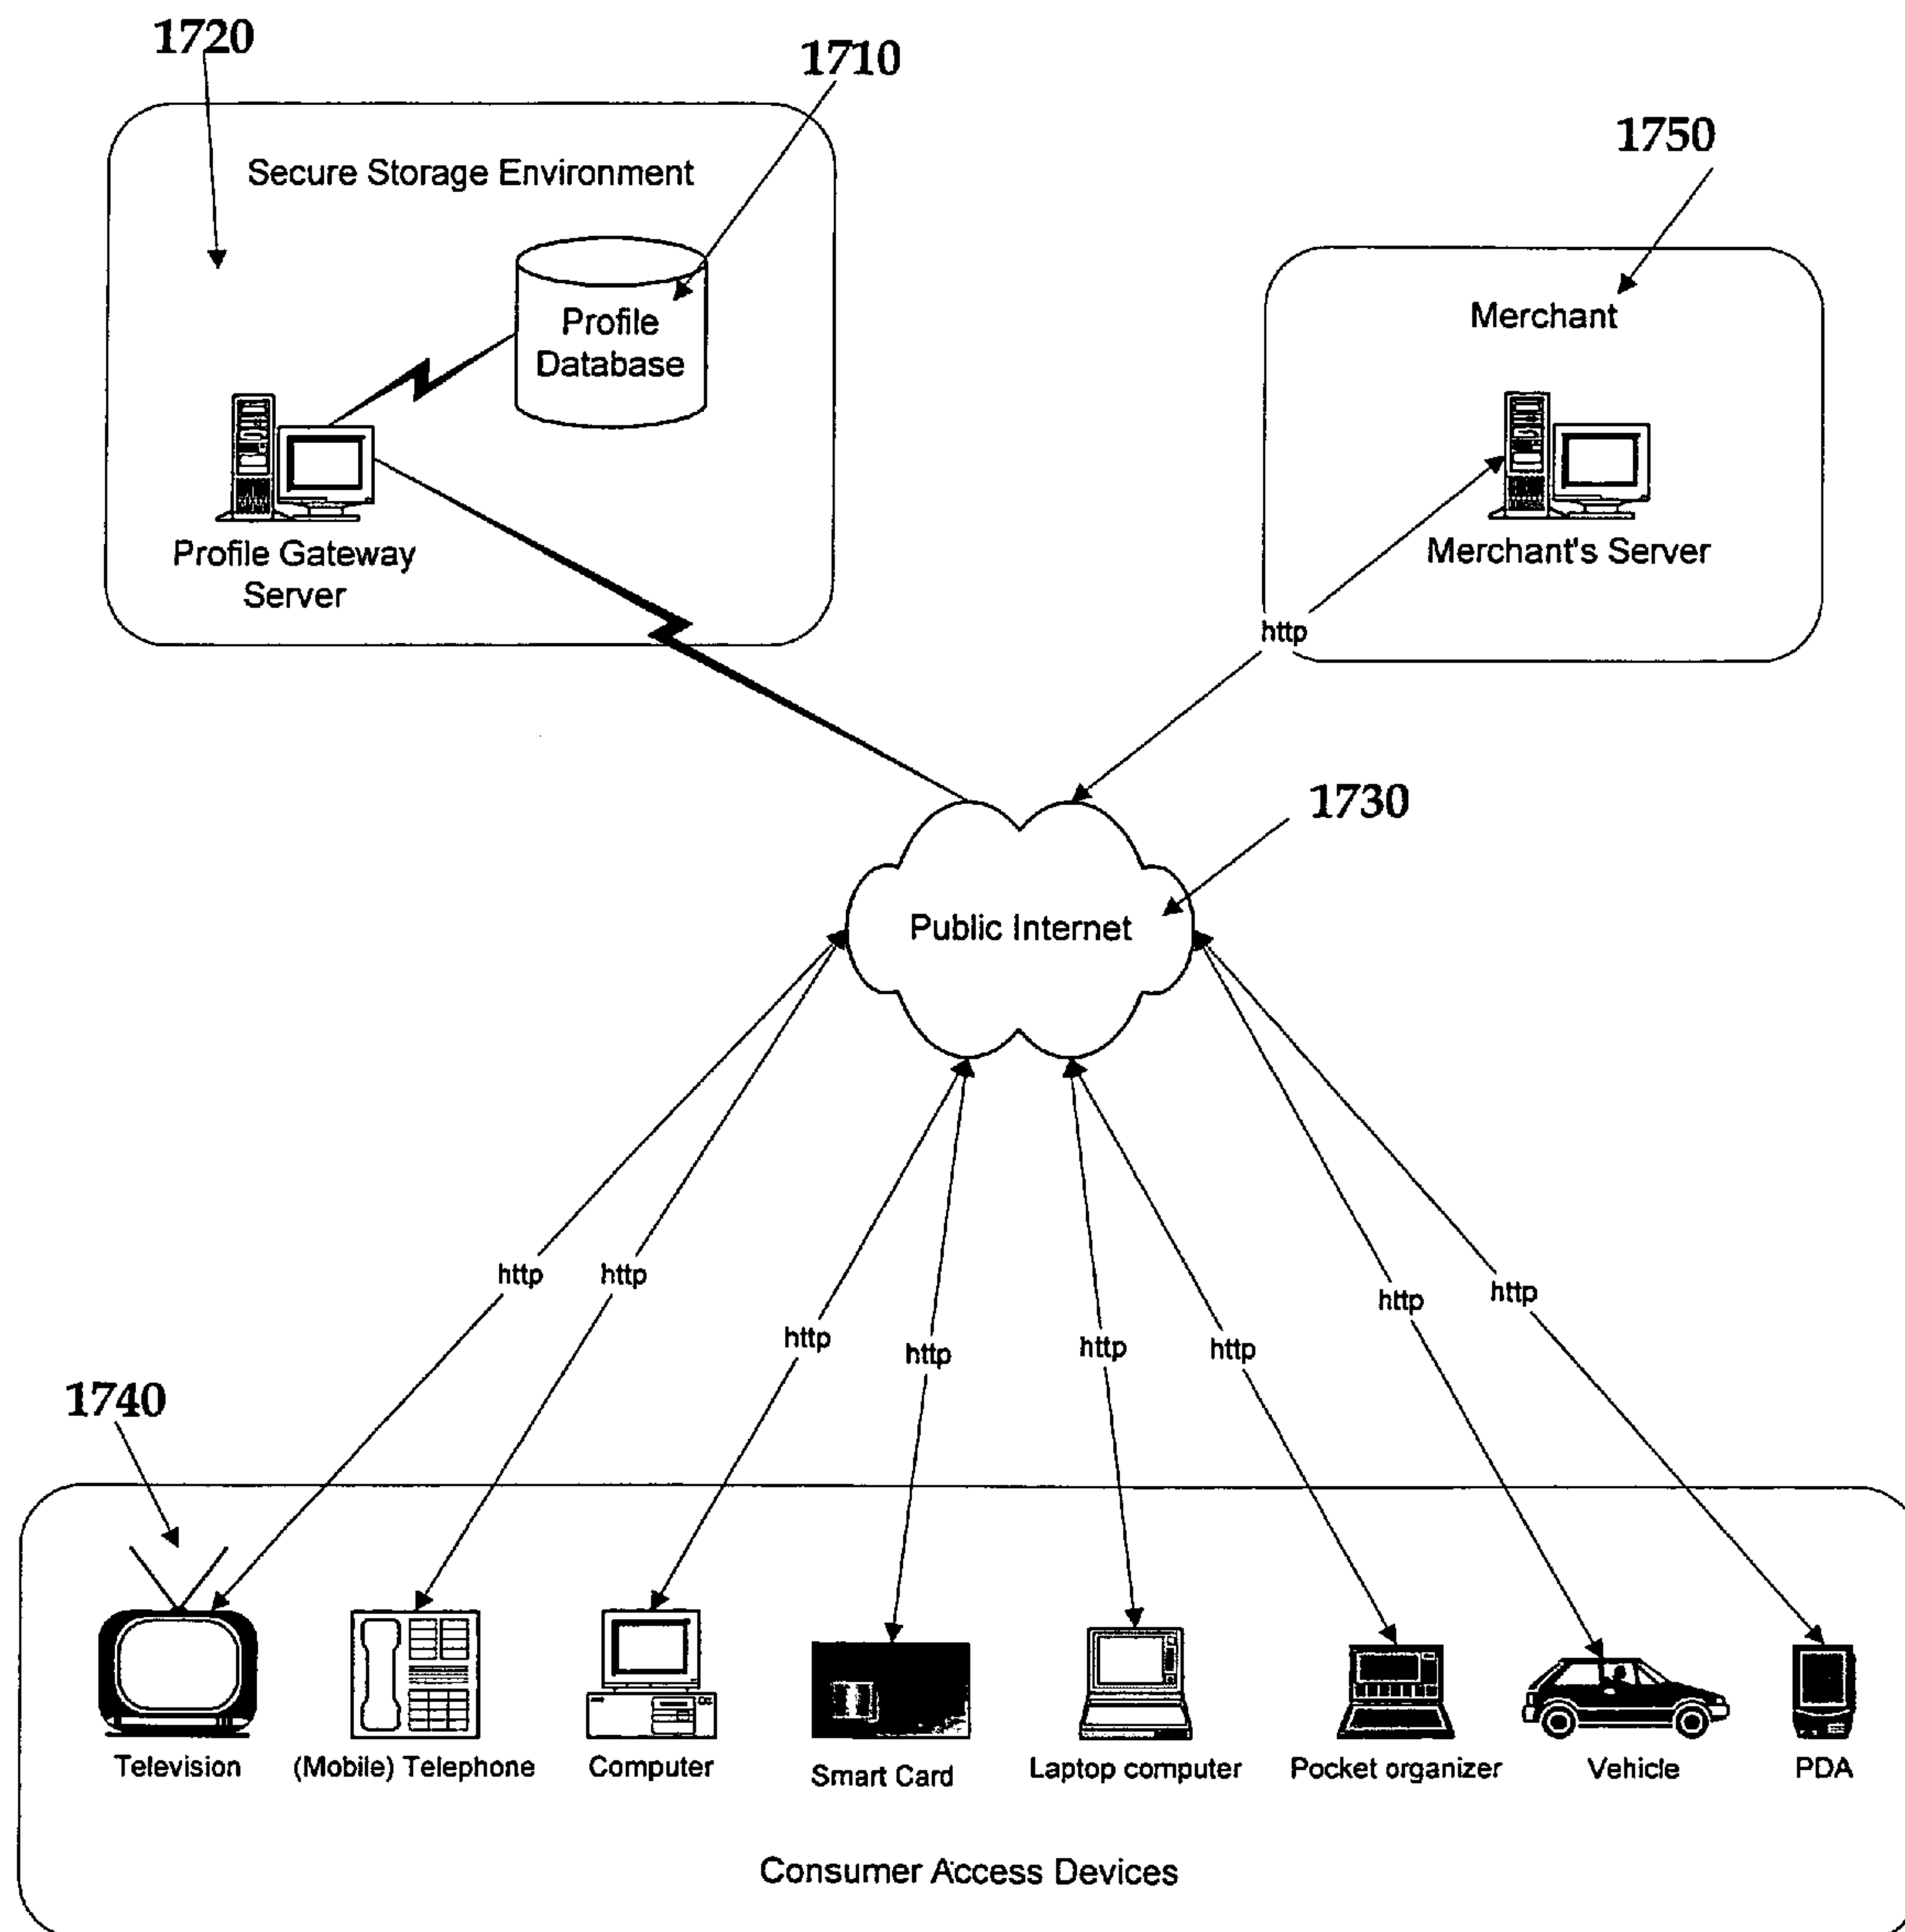 1720
1710
1750
Secure Storage Environment
Profile
Database
Profile Gateway
Server
Merchant
Merchant's Server
http
1730
Public Internet
http
http
http
http
http
http
http
http
1740
Television
(Mobile) Telephone
Computer
Smart Card
Laptop computer
Pocket organizer
Vehicle
PDA
Consumer Access Devices